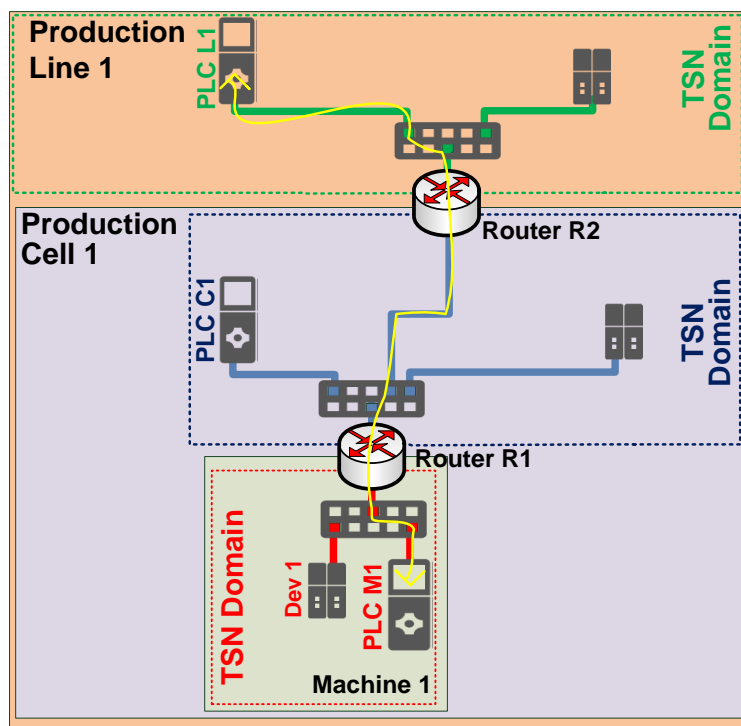 Production
Line 1
PLC L1
TSN
Domain
Router R2
Production
Cell 1
PLC C1
TSN
Domain
Router R1
TSN Domain
Dev 1
PLC M1
Machine 1